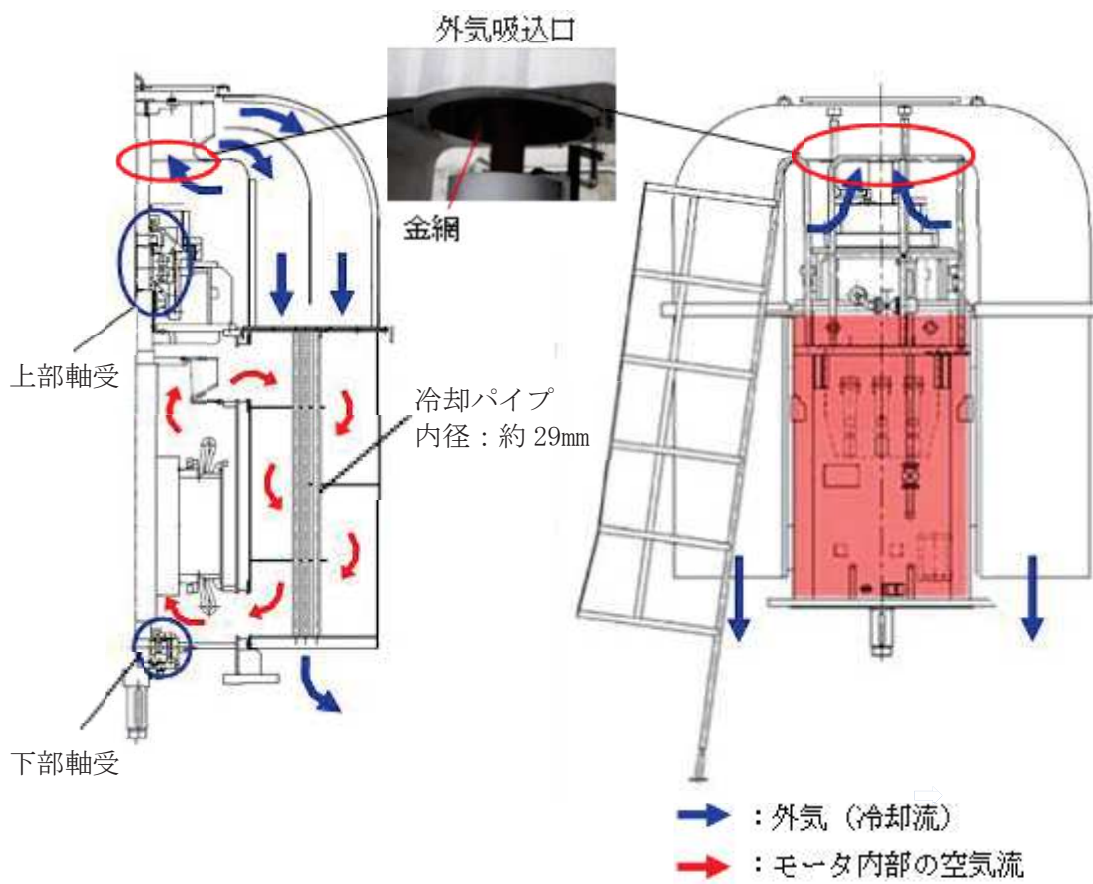 外気吸込口
金網
上部軸受
冷却パイプ
内径：約 29mm
下部軸受
：外気（冷却流）
：モータ内部の空気流